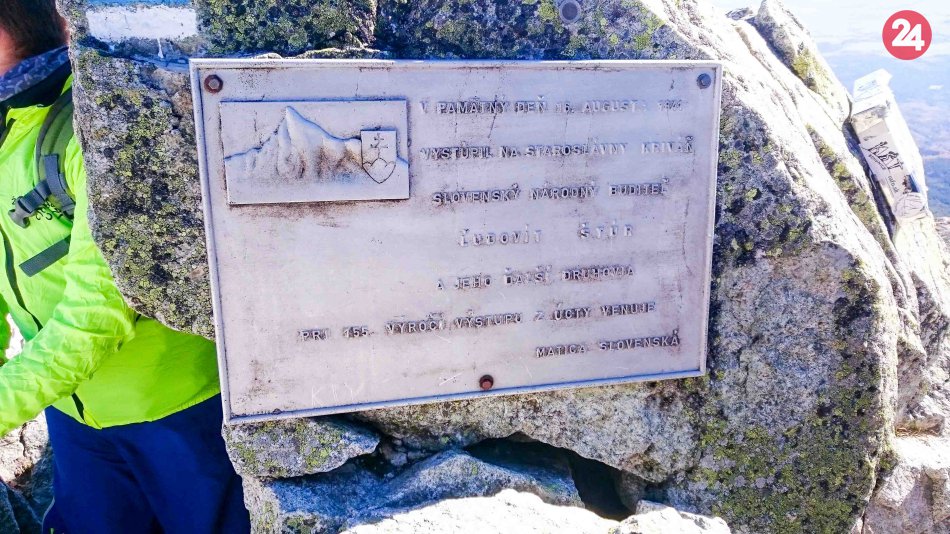 24
V PAMÄTNÝ DEŇ 16. AUGUSTA 1841
VYSTÚPIL NA STAROSLÁVNY KRIVÁŇ
SLOVENSKÝ NÁRODNÝ BUDITEĽ
ĽUDOVÍT ŠTÚR
A JEHO ĎALŠÍ DRUHOVIA
PRI 155. VÝROČÍ VÝSTUPU Z ÚCTY VENUJE
MATICA SLOVENSKÁ